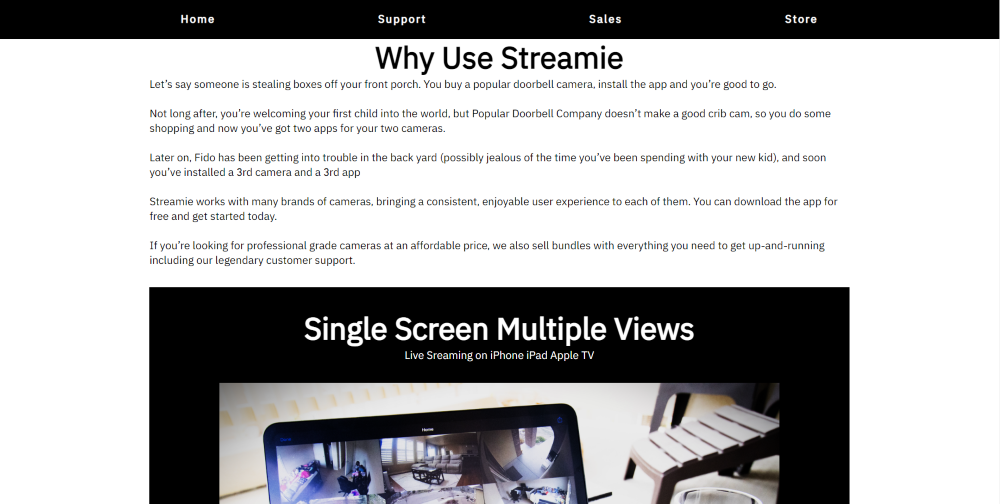 Home Support Sales Store
Why Use Streamie
Let's say someone is stealing boxes off your front porch. You buy a popular doorbell camera, install the app and you're good to go.
Not long after, you're welcoming your first child into the world, but Popular Doorbell Company doesn't make a good crib cam, so you do some
shopping and now you've got two apps for your two cameras.
Later on, Fido has been getting into trouble in the back yard (possibly jealous of the time you've been spending with your new kid), and soon
you've installed a 3rd camera and a 3rd app
Streamie works with many brands of cameras, bringing a consistent, enjoyable user experience to each of them. You can download the app for
free and get started today.
If you're looking for professional grade cameras at an affordable price, we also sell bundles with everything you need to get up-and-running
including our legendary customer support.
Single Screen Multiple Views
Live Sreaming on iPhone iPad Apple TV
Home